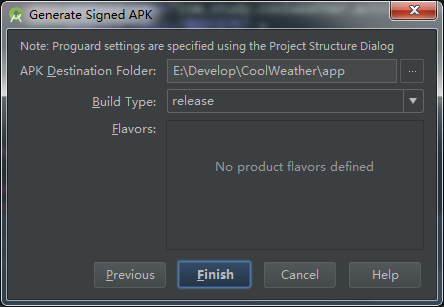 Generate Signed APK
Note: Proguard settings are specified using the Project Structure Dialog
APK Destination Folder: E:\Develop\CoolWeather\app ...
Build Type: release
Flavors:
No product flavors defined
Previous Finish Cancel Help